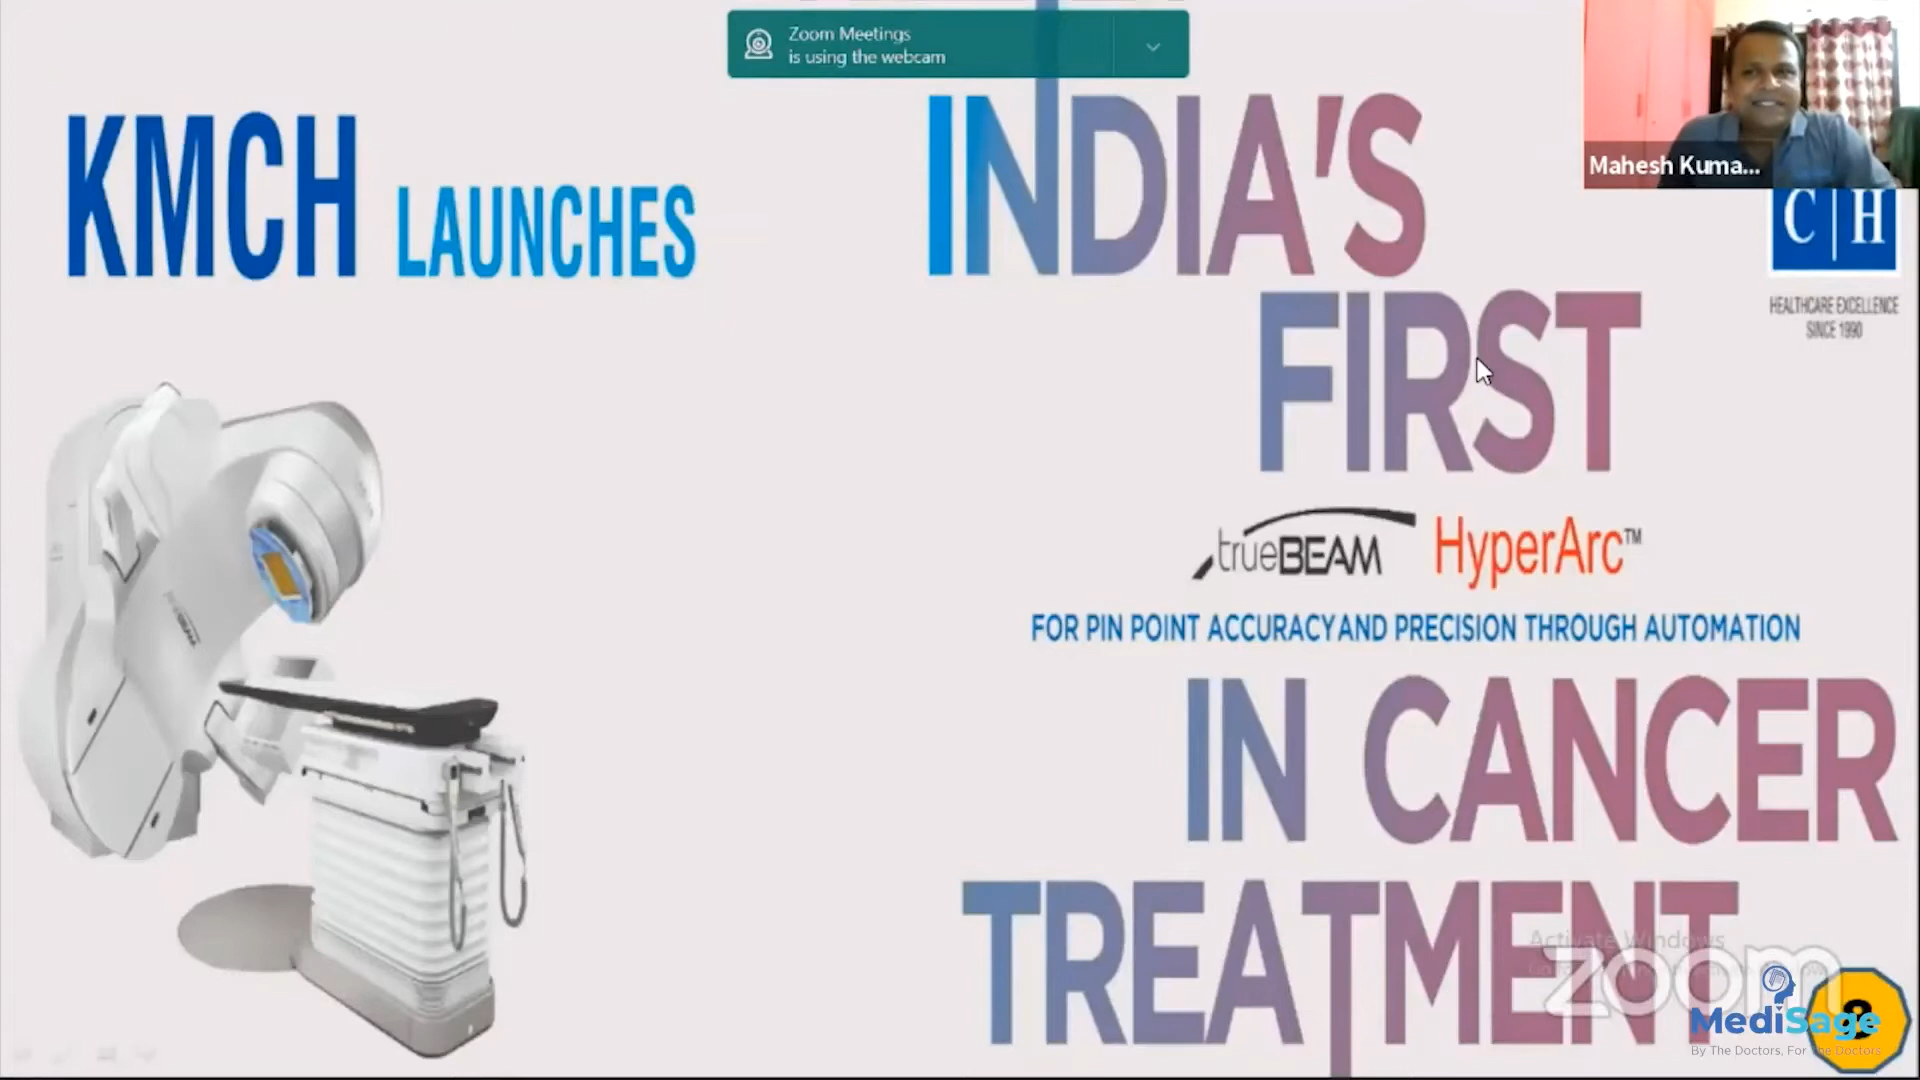 Zoom Meetings
is using the webcam
Mahesh Kuma...
KMCH LAUNCHES
INDIA'S
FIRST
C H
HEALTHCARE EXCELLENCE
SINCE 1990
trueBEAM HyperArc™
FOR PIN POINT ACCURACY AND PRECISION THROUGH AUTOMATION
IN CANCER
TREATMENT
Activate Windows
zoom
MediSage
By The Doctors, For The Doctors